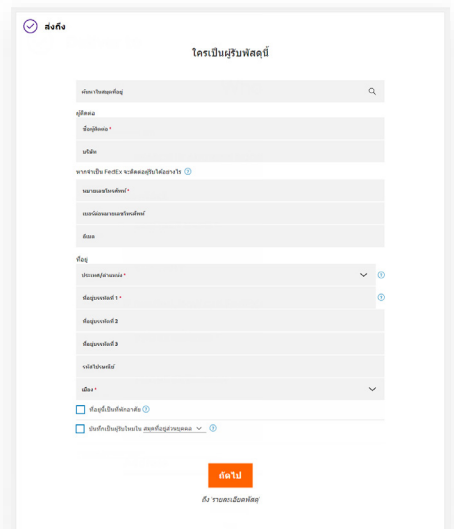 ส่งถึง
ใครเป็นผู้รับพัสดุนี้
ค้นหาในสมุดที่อยู่
ผู้ติดต่อ
ชื่อผู้ติดต่อ *
บริษัท
หากจำเป็น FedEx จะติดต่อผู้รับได้อย่างไร ?
หมายเลขโทรศัพท์ *
เบอร์ต่อหมายเลขโทรศัพท์
อีเมล
ที่อยู่
ประเทศ/ดินแดน *
?
ที่อยู่บรรทัดที่ 1 *
?
ที่อยู่บรรทัดที่ 2
ที่อยู่บรรทัดที่ 3
รหัสไปรษณีย์
เมือง *
ที่อยู่นี้เป็นที่พักอาศัย ?
บันทึกเป็นผู้รับใหม่ใน สมุดที่อยู่ส่วนบุคคล ?
ถัดไป
ถึง 'รายละเอียดพัสดุ'